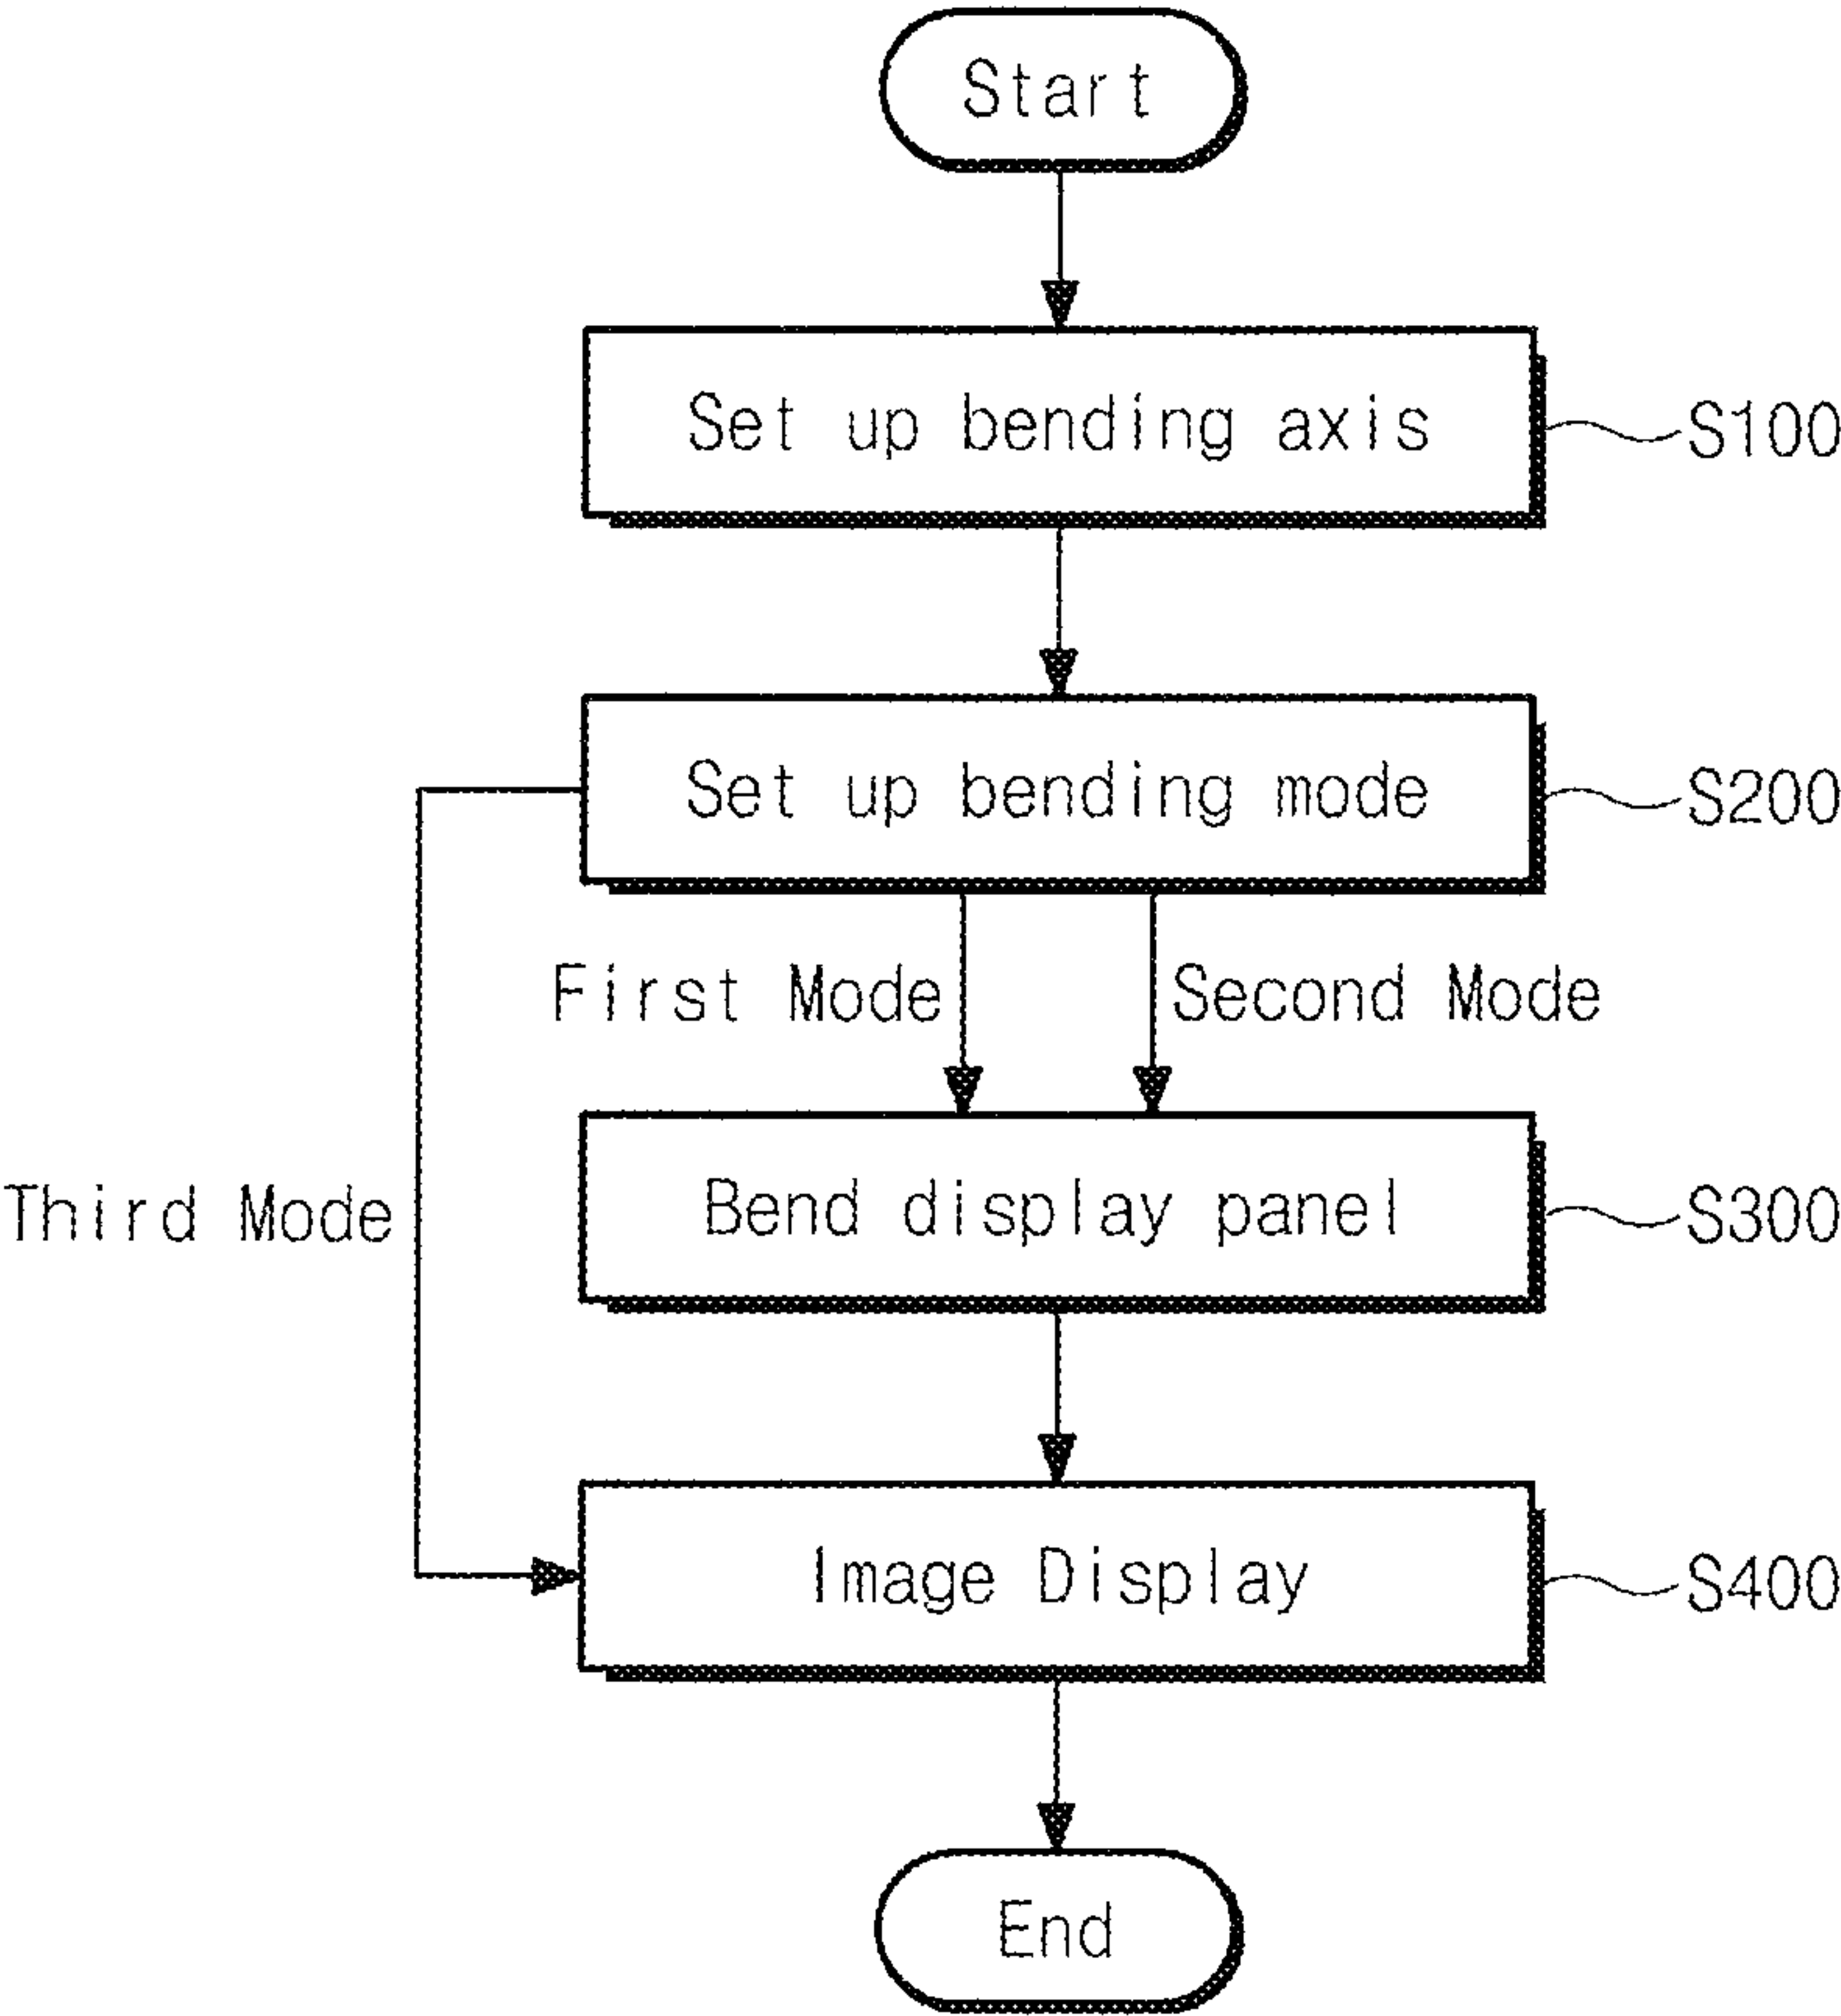 Start
Set up bending axis
S100
Set up bending mode
S200
First Mode
Second Mode
Third Mode
Bend display panel
S300
Image Display
S400
End